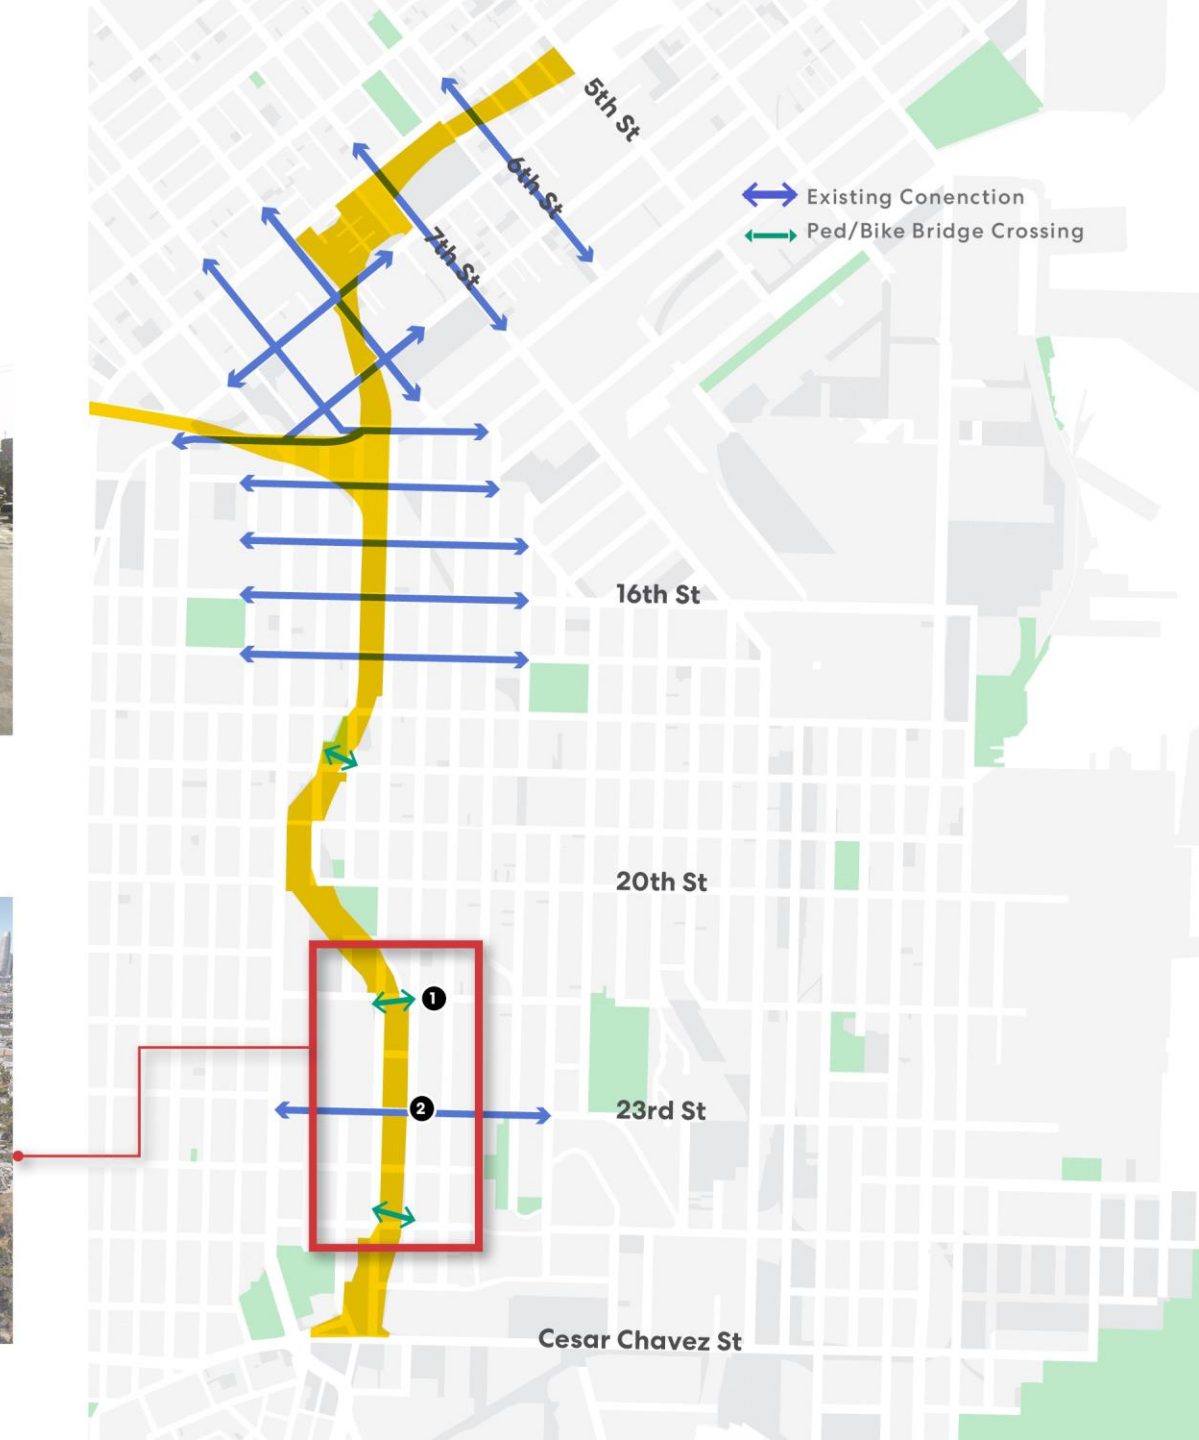 5th St
6th St
7th St
Existing Conenction
Ped/Bike Bridge Crossing
16th St
20th St
1
2
23rd St
Cesar Chavez St